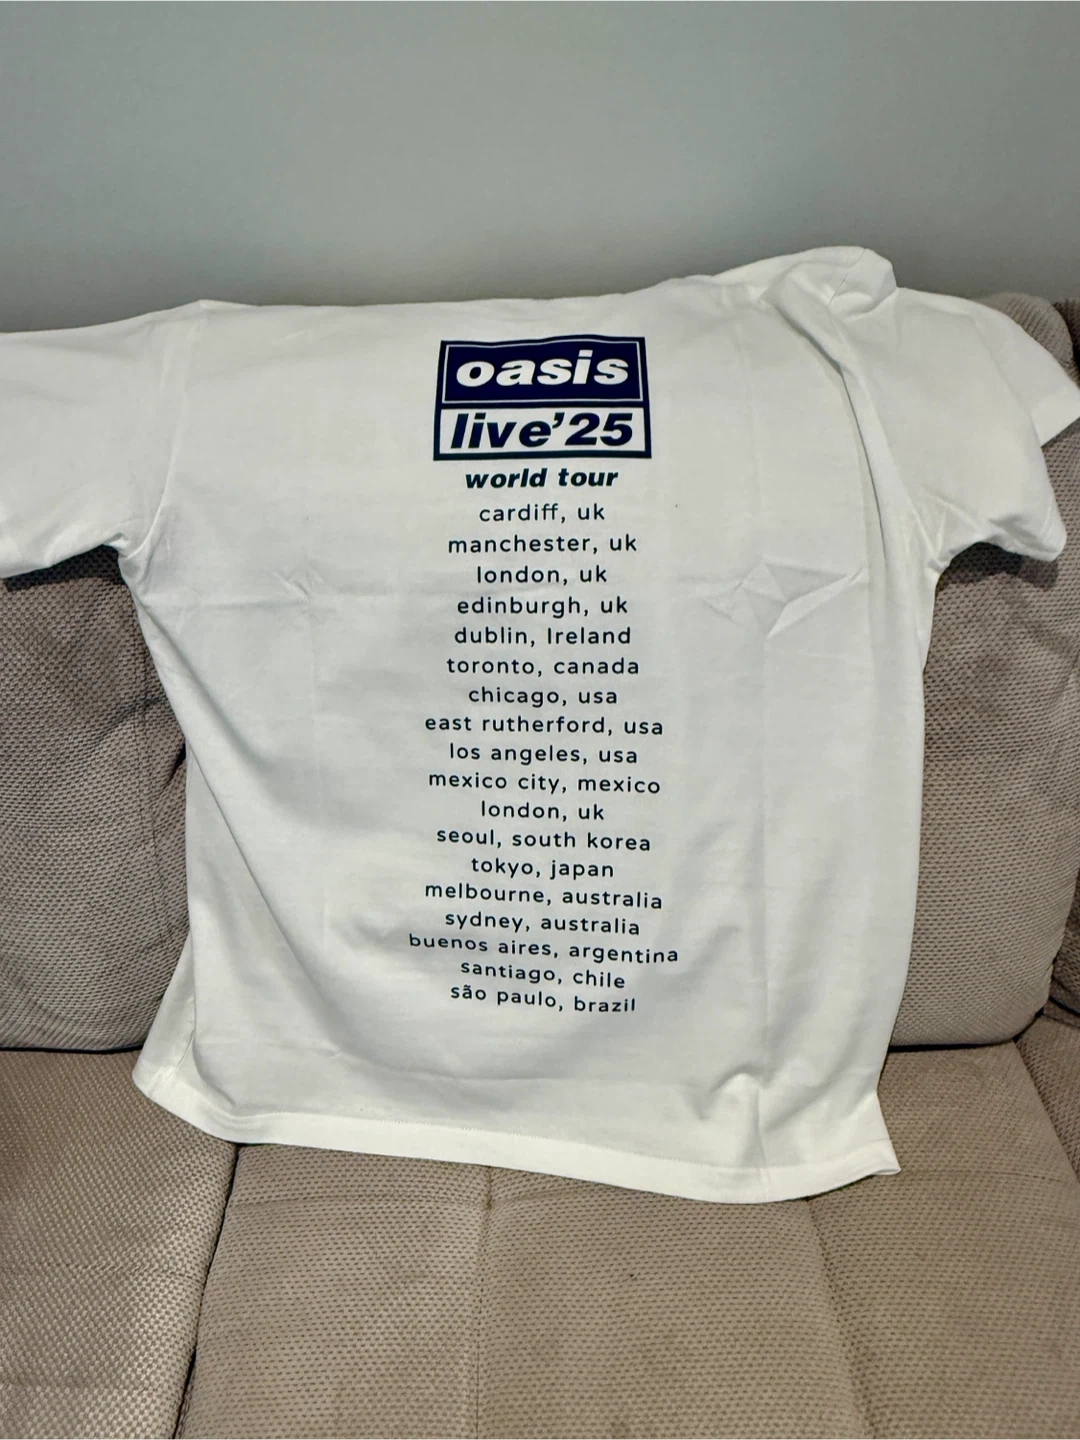 oasis
live'25
world tour
cardiff, uk
manchester, uk
london, uk
edinburgh, uk
dublin, Ireland
toronto, canada
chicago, usa
east rutherford, usa
los angeles, usa
mexico city, mexico
london, uk
seoul, south korea
tokyo, japan
melbourne, australia
sydney, australia
buenos aires, argentina
santiago, chile
são paulo, brazil